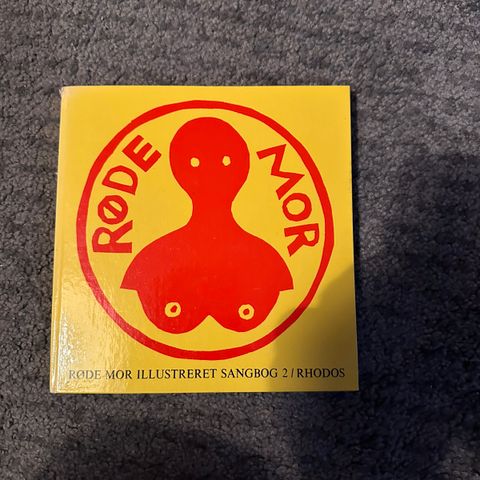 RØDE MOR
RØDE MOR ILLUSTRERET SANGBOG 2 / RHODOS